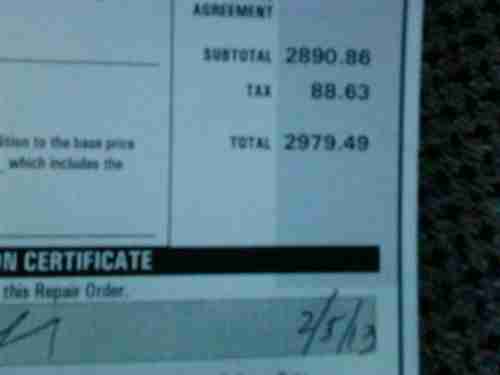 AGREEMENT
SUBTOTAL 2890.86
TAX 88.63
dition to the base price
TOTAL 2979.49
which includes the
ON CERTIFICATE
this Repair Order.
2/5/13